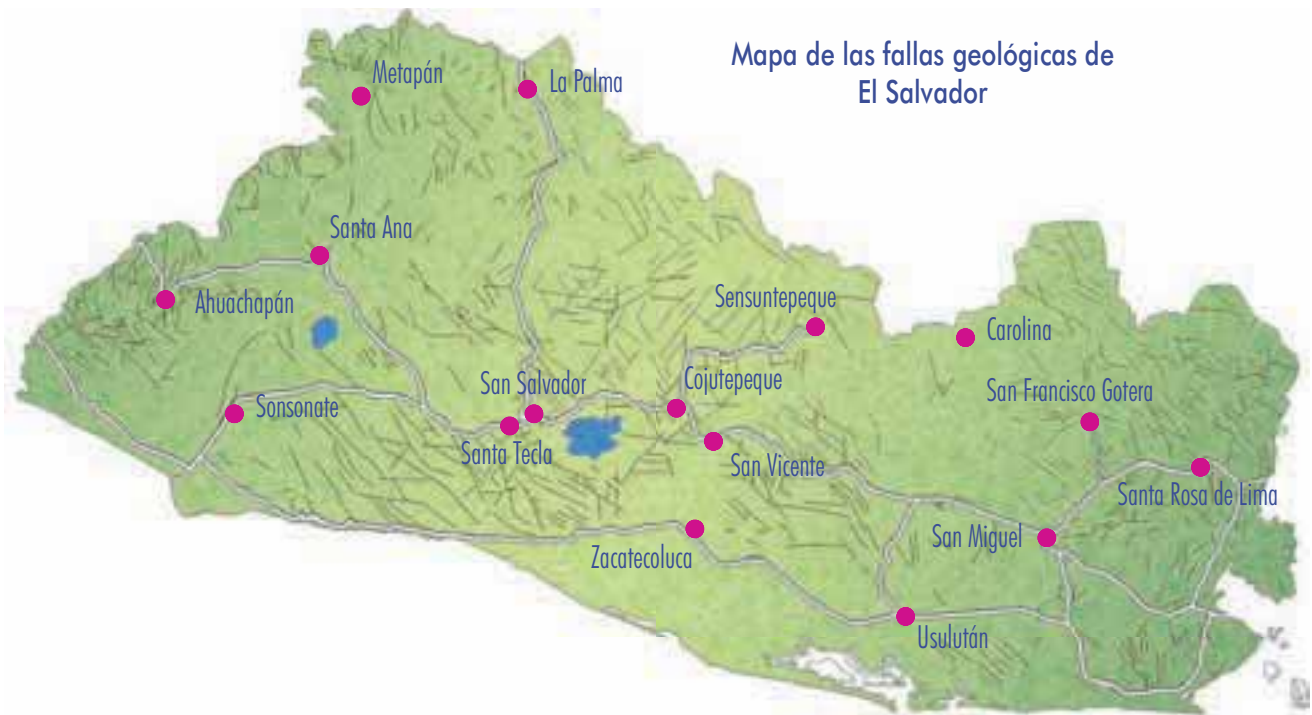 Mapa de las fallas geológicas de
El Salvador
Metapán
La Palma
Santa Ana
Ahuachapán
Sensuntepeque
Carolina
San Salvador
Cojutepeque
San Francisco Gotera
Sonsonate
Santa Tecla
San Vicente
Santa Rosa de Lima
San Miguel
Zacatecoluca
Usulután